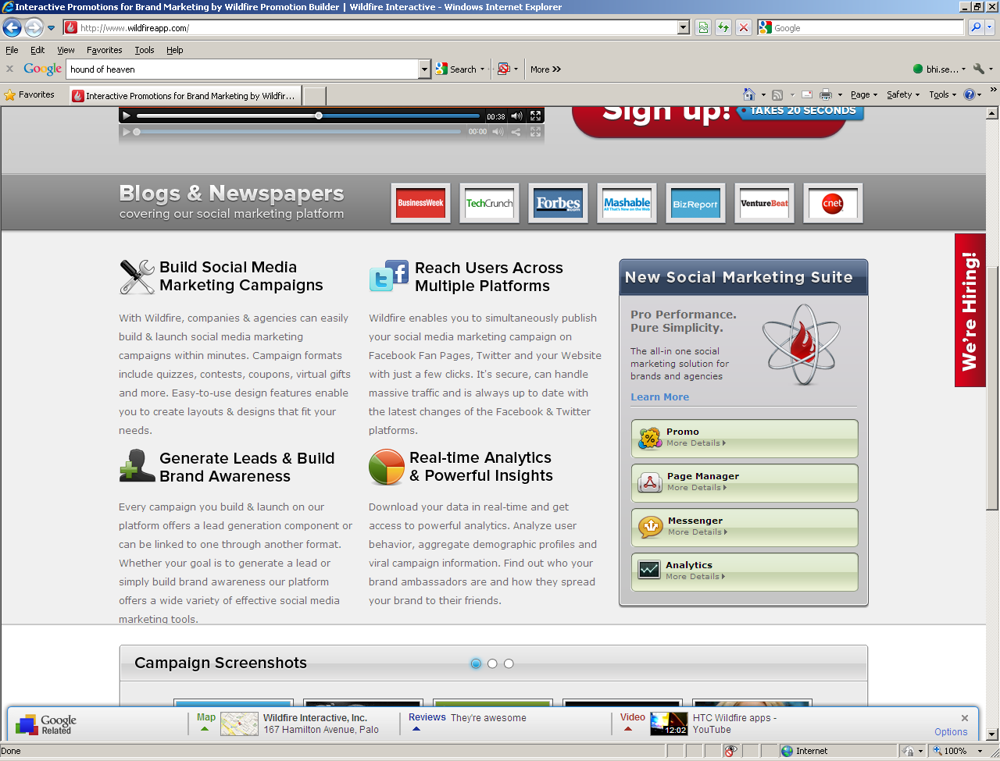 Interactive Promotions for Brand Marketing by Wildfire Promotion Builder | Wildfire Interactive - Windows Internet Explorer
http://www.wildfireapp.com/
Google
File Edit View Favorites Tools Help
Google hound of heaven Search More bhi.se...
Favorites Interactive Promotions for Brand Marketing by Wildfir... Page Safety Tools
00:38
00:00
Sign up!
TAKES 20 SECONDS
Blogs & Newspapers
covering our social marketing platform
BusinessWeek
TechCrunch
Forbes
.com
Mashable
All That's New on the Web
BizReport
VentureBeat
cnet
We're Hiring!
Build Social Media
Marketing Campaigns
With Wildfire, companies & agencies can easily
build & launch social media marketing
campaigns within minutes. Campaign formats
include quizzes, contests, coupons, virtual gifts
and more. Easy-to-use design features enable
you to create layouts & designs that fit your
needs.
Reach Users Across
Multiple Platforms
Wildfire enables you to simultaneously publish
your social media marketing campaign on
Facebook Fan Pages, Twitter and your Website
with just a few clicks. It's secure, can handle
massive traffic and is always up to date with
the latest changes of the Facebook & Twitter
platforms.
Generate Leads & Build
Brand Awareness
Every campaign you build & launch on our
platform offers a lead generation component or
can be linked to one through another format.
Whether your goal is to generate a lead or
simply build brand awareness our platform
offers a wide variety of effective social media
marketing tools.
Real-time Analytics
& Powerful Insights
Download your data in real-time and get
access to powerful analytics. Analyze user
behavior, aggregate demographic profiles and
viral campaign information. Find out who your
brand ambassadors are and how they spread
your brand to their friends.
New Social Marketing Suite
Pro Performance.
Pure Simplicity.
The all-in one social
marketing solution for
brands and agencies
Learn More
Promo
More Details
Page Manager
More Details
Messenger
More Details
Analytics
More Details
Campaign Screenshots
Google
Related
Map
Wildfire Interactive, Inc.
167 Hamilton Avenue, Palo
Reviews They're awesome
Video
12:02
HTC Wildfire apps -
YouTube
Options
Done Internet 100%